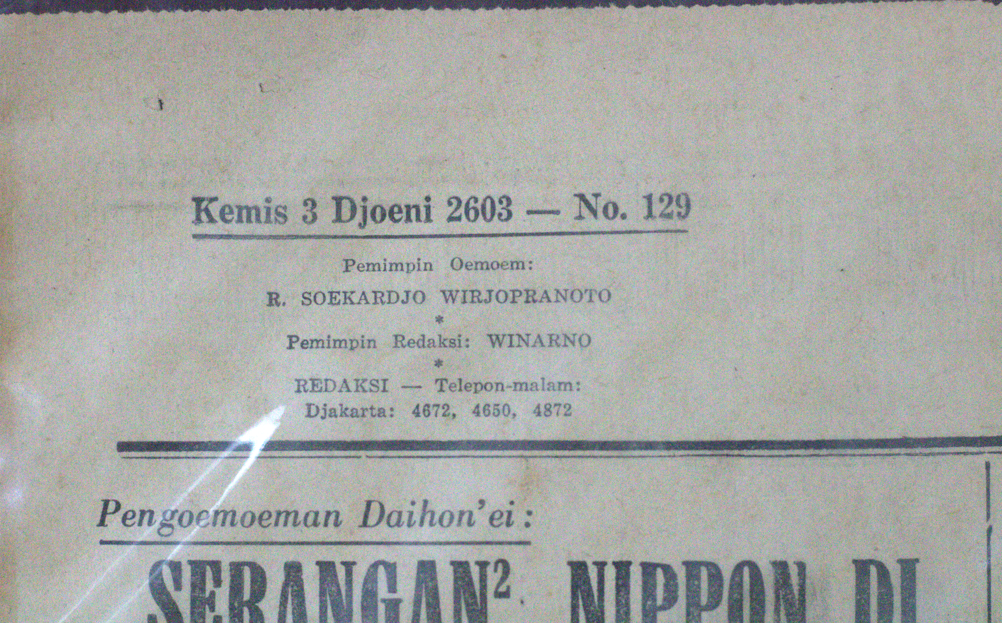 Kemis 3 Djoeni 2603 — No. 129
Pemimpin Oemoem:
R. SOEKARDJO WIRJOPRANOTO
*
Pemimpin Redaksi: WINARNO
*
REDAKSI — Telepon-malam:
Djakarta: 4672, 4650, 4872
Pengoemoeman Daihon'ei:
SERANGAN² NIPPON DI